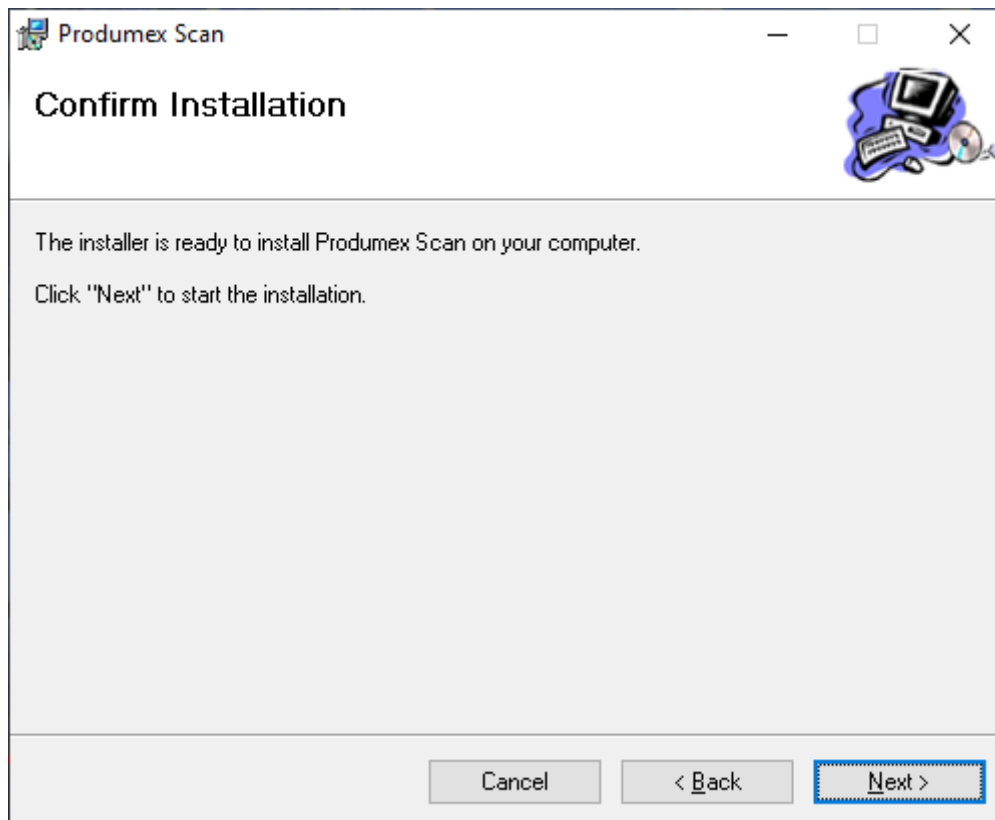 Produmex Scan
Confirm Installation
The installer is ready to install Produmex Scan on your computer.
Click "Next" to start the installation.
Cancel
< Back
Next >